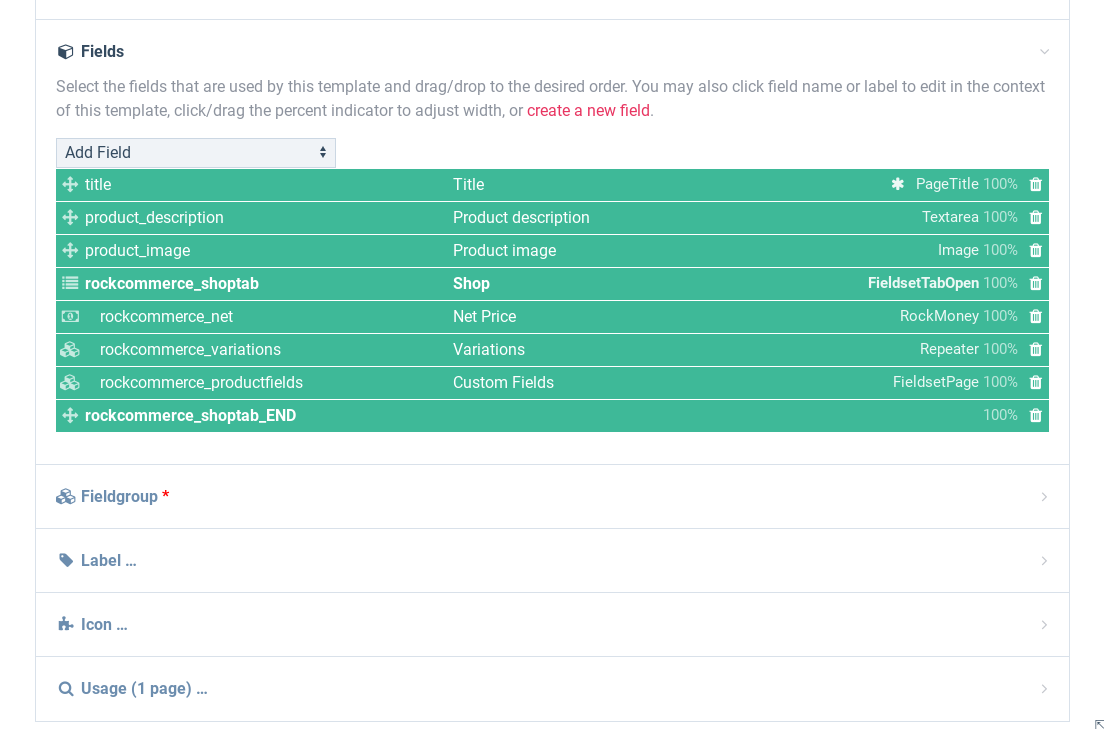 Fields
Select the fields that are used by this template and drag/drop to the desired order. You may also click field name or label to edit in the context
of this template, click/drag the percent indicator to adjust width, or create a new field.
Add Field
title Title PageTitle 100%
product_description Product description Textarea 100%
product_image Product image Image 100%
rockcommerce_shoptab Shop FieldsetTabOpen 100%
rockcommerce_net Net Price RockMoney 100%
rockcommerce_variations Variations Repeater 100%
rockcommerce_productfields Custom Fields FieldsetPage 100%
rockcommerce_shoptab_END 100%
Fieldgroup *
Label …
Icon …
Usage (1 page) …